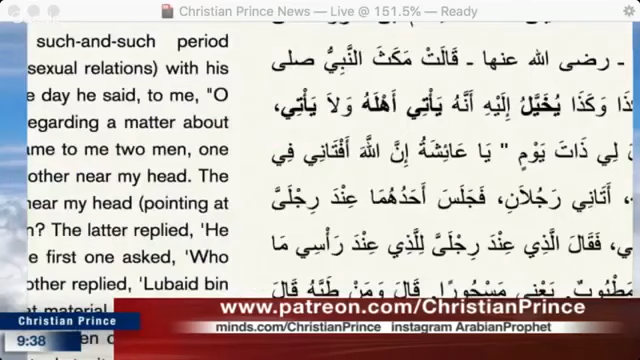 Christian Prince News — Live @ 151.5% — Ready
such-and-such period
sexual relations) with his
e day he said, to me, "O
egarding a matter about
ame to me two men, one
other near my head. The
near my head (pointing at
n? The latter replied, 'He
e first one asked, 'Who
other replied, 'Lubaid bin
ـ رضى الله عنها ـ قَالَتْ مَكَثَ النَّبِيُّ صلى
ذَا وَكَذَا يُخَيَّلُ إِلَيْهِ أَنَّهُ يَأْتِي أَهْلَهُ وَلاَ يَأْتِي،
لِي ذَاتَ يَوْمٍ " يَا عَائِشَةُ إِنَّ اللَّهَ أَفْتَانِي فِي
، أَتَانِي رَجُلاَنِ، فَجَلَسَ أَحَدُهُمَا عِنْدَ رِجْلَىَّ
ي، فَقَالَ الَّذِي عِنْدَ رِجْلَىَّ لِلَّذِي عِنْدَ رَأْسِي مَا
مَطْبُوبٌ. يَعْنِي مَسْحُورًا. قَالَ وَمَنْ طَبَّهُ قَالَ
www.patreon.com/ChristianPrince
minds.com/ChristianPrince instagram ArabianProphet
Christian Prince
9:38